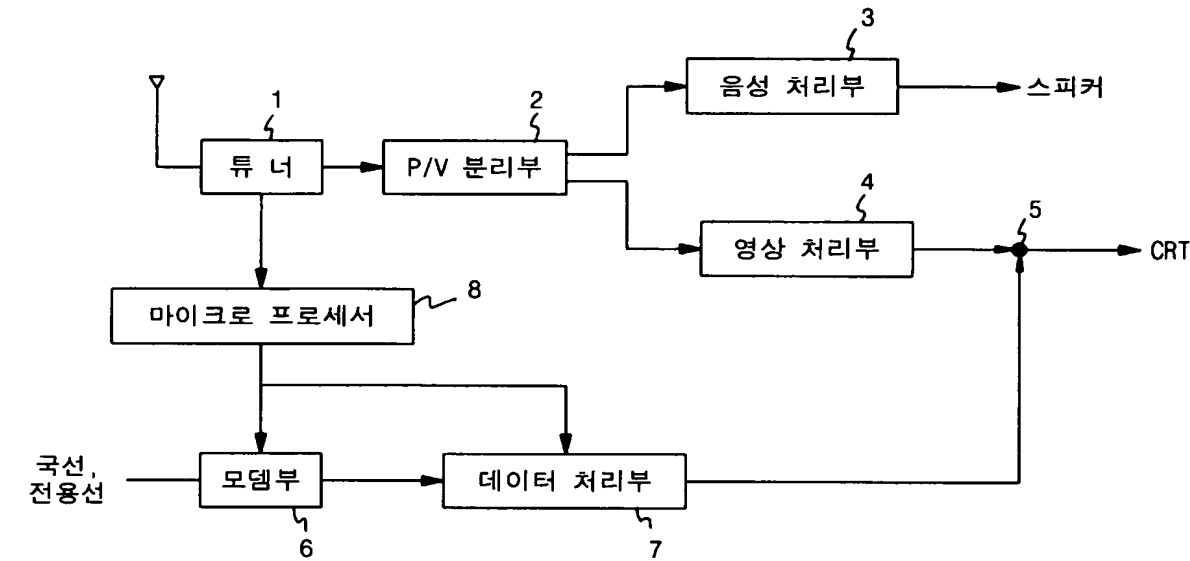 3
음성 처리부
스피커
1
튜 너
2
P/V 분리부
4
영상 처리부
5
CRT
8
마이크로 프로세서
국선,
전용선
모뎀부
6
데이터 처리부
7